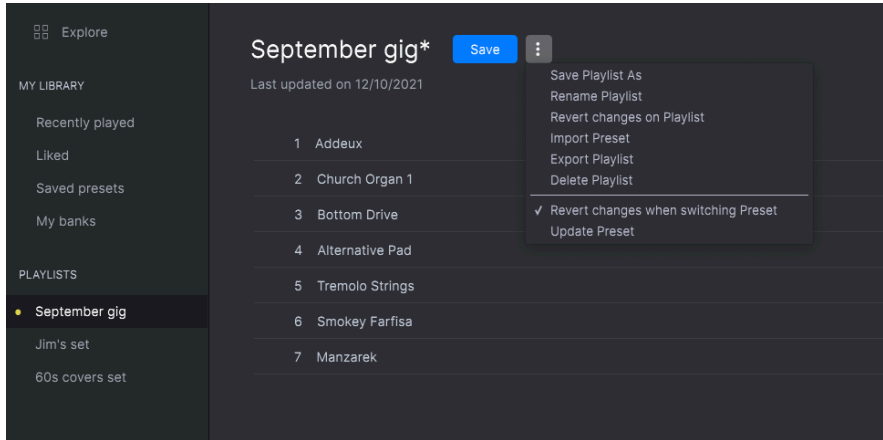 Explore
MY LIBRARY
Recently played
Liked
Saved presets
My banks
PLAYLISTS
September gig
Jim's set
60s covers set
September gig*
Save
Last updated on 12/10/2021
Save Playlist As
Rename Playlist
Revert changes on Playlist
Import Preset
Export Playlist
Delete Playlist
✓ Revert changes when switching Preset
Update Preset
1 Addeux
2 Church Organ 1
3 Bottom Drive
4 Alternative Pad
5 Tremolo Strings
6 Smokey Farfisa
7 Manzarek